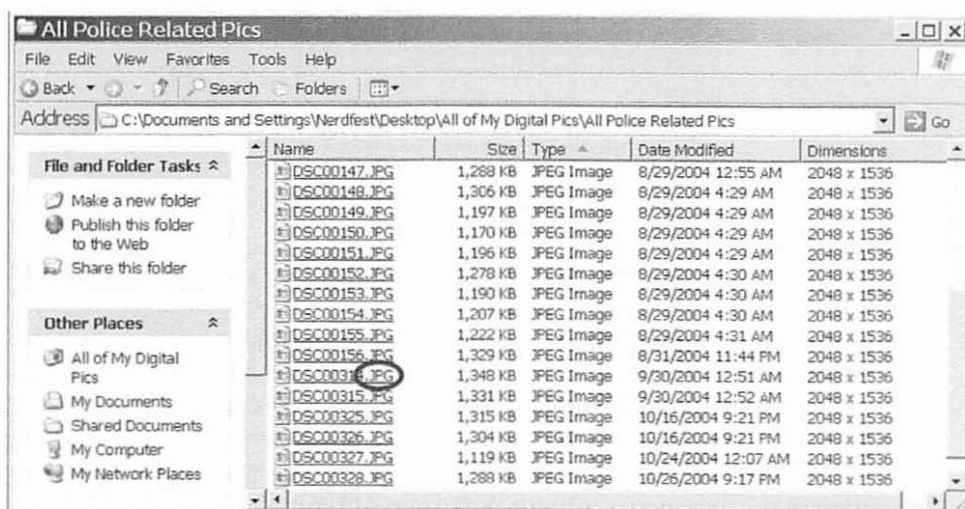 All Police Related Pics
File Edit View Favorites Tools Help
Back Search Folders
Address C:\Documents and Settings\Nerdfest\Desktop\All of My Digital Pics\All Police Related Pics Go
File and Folder Tasks
Make a new folder
Publish this folder
to the Web
Share this folder
Other Places
All of My Digital
Pics
My Documents
Shared Documents
My Computer
My Network Places
Name Size Type Date Modified Dimensions
DSC00147.JPG 1,288 KB JPEG Image 8/29/2004 12:55 AM 2048 x 1536
DSC00148.JPG 1,306 KB JPEG Image 8/29/2004 4:29 AM 2048 x 1536
DSC00149.JPG 1,197 KB JPEG Image 8/29/2004 4:29 AM 2048 x 1536
DSC00150.JPG 1,170 KB JPEG Image 8/29/2004 4:29 AM 2048 x 1536
DSC00151.JPG 1,196 KB JPEG Image 8/29/2004 4:29 AM 2048 x 1536
DSC00152.JPG 1,278 KB JPEG Image 8/29/2004 4:30 AM 2048 x 1536
DSC00153.JPG 1,190 KB JPEG Image 8/29/2004 4:30 AM 2048 x 1536
DSC00154.JPG 1,207 KB JPEG Image 8/29/2004 4:30 AM 2048 x 1536
DSC00155.JPG 1,222 KB JPEG Image 8/29/2004 4:31 AM 2048 x 1536
DSC00156.JPG 1,329 KB JPEG Image 8/31/2004 11:44 PM 2048 x 1536
DSC00314.JPG 1,348 KB JPEG Image 9/30/2004 12:51 AM 2048 x 1536
DSC00315.JPG 1,331 KB JPEG Image 9/30/2004 12:52 AM 2048 x 1536
DSC00325.JPG 1,315 KB JPEG Image 10/16/2004 9:21 PM 2048 x 1536
DSC00326.JPG 1,304 KB JPEG Image 10/16/2004 9:21 PM 2048 x 1536
DSC00327.JPG 1,119 KB JPEG Image 10/24/2004 12:07 AM 2048 x 1536
DSC00328.JPG 1,288 KB JPEG Image 10/26/2004 9:17 PM 2048 x 1536